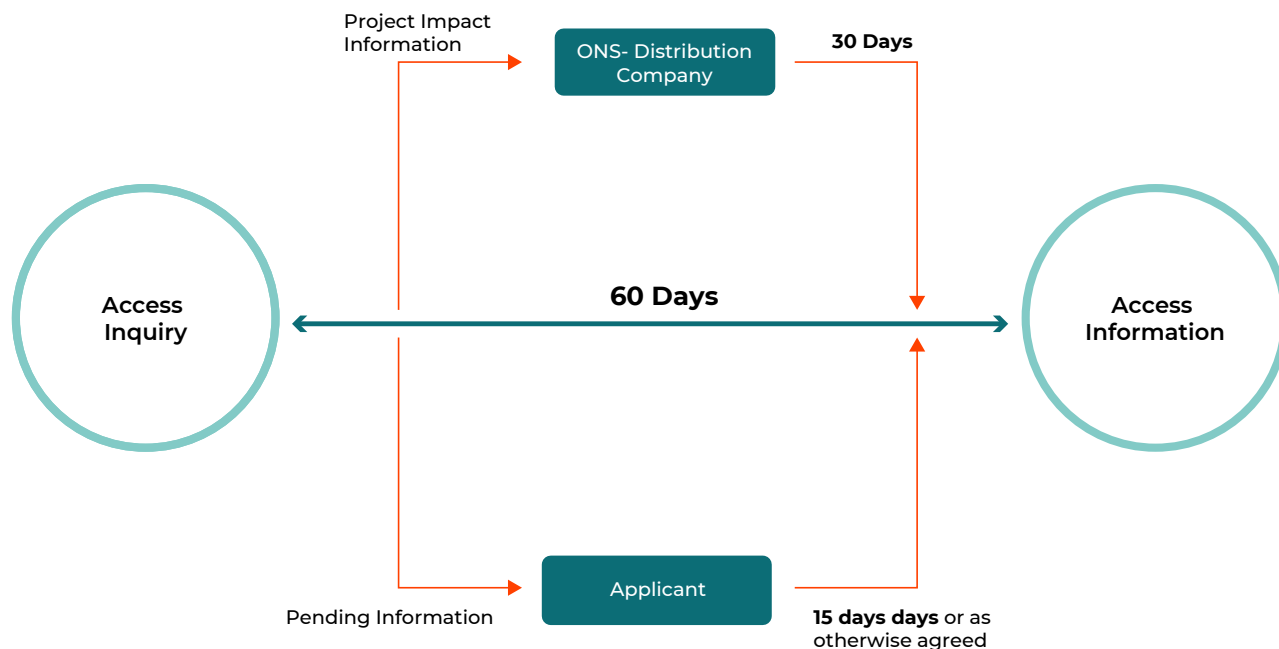 Project Impact
Information
ONS- Distribution
Company
30 Days
Access
Inquiry
60 Days
Access
Information
Pending Information
Applicant
15 days days or as
otherwise agreed